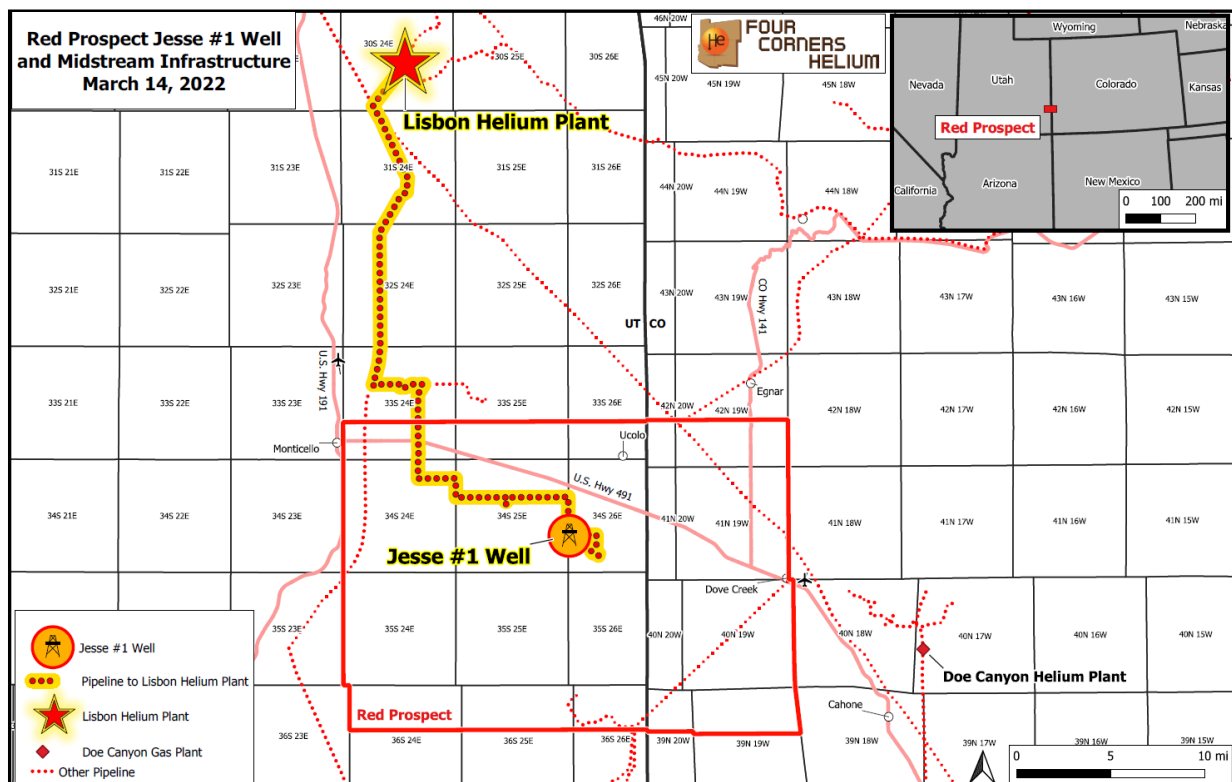 Red Prospect Jesse #1 Well
and Midstream Infrastructure
March 14, 2022
He
FOUR
CORNERS
HELIUM
Wyoming
Nebraska
Nevada
Utah
Colorado
Kansas
Red Prospect
California
Arizona
New Mexico
0 100 200 mi
30S 24E
30S 25E
30S 26E
46N 20W
45N 20W
45N 19W
45N 18W
Lisbon Helium Plant
31S 21E
31S 22E
31S 23E
31S 24E
31S 25E
31S 26E
44N 20W
44N 19W
44N 18W
32S 21E
32S 22E
32S 23E
32S 24E
32S 25E
32S 26E
43N 20W
43N 19W
43N 18W
43N 17W
43N 16W
43N 15W
UT CO
CO Hwy 141
U.S. Hwy 191
Egnar
33S 21E
33S 22E
33S 23E
33S 24E
33S 25E
33S 26E
42N 20W
42N 19W
42N 18W
42N 17W
42N 16W
42N 15W
Monticello
Ucolo
U.S. Hwy 491
34S 21E
34S 22E
34S 23E
34S 24E
34S 25E
34S 26E
41N 20W
41N 19W
41N 18W
41N 17W
41N 16W
41N 15W
Jesse #1 Well
Dove Creek
35S 23E
35S 24E
35S 25E
35S 26E
40N 20W
40N 19W
40N 18W
40N 17W
40N 16W
40N 15W
Doe Canyon Helium Plant
Cahone
Red Prospect
36S 23E
36S 24E
36S 25E
36S 26E
39N 20W
39N 19W
39N 18W
39N 17W
39N 16W
39N 15W
Jesse #1 Well
Pipeline to Lisbon Helium Plant
Lisbon Helium Plant
Doe Canyon Gas Plant
Other Pipeline
0 5 10 mi